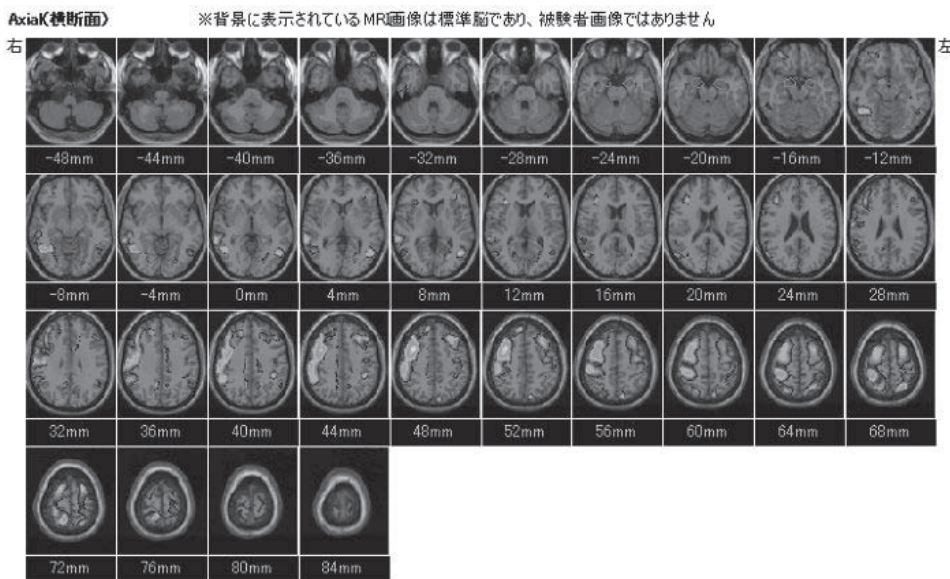 Axial(横断面) ※背景に表示されているMRI画像は標準脳であり、被験者画像ではありません
右 左
-48mm -44mm -40mm -36mm -32mm -28mm -24mm -20mm -16mm -12mm
-8mm -4mm 0mm 4mm 8mm 12mm 16mm 20mm 24mm 28mm
32mm 36mm 40mm 44mm 48mm 52mm 56mm 60mm 64mm 68mm
72mm 76mm 80mm 84mm